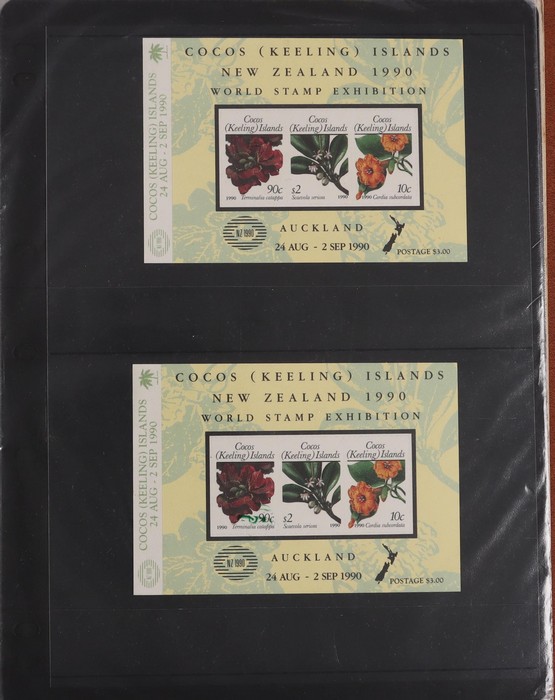 COCOS (KEELING) ISLANDS
24 AUG - 2 SEP 1990
COCOS (KEELING) ISLANDS
NEW ZEALAND 1990
WORLD STAMP EXHIBITION
Cocos
(Keeling) Islands
90c
1990 Terminalia catappa
Cocos
(Keeling) Islands
$2
Scaevola sericea 1990
Cocos
(Keeling) Islands
10c
1990 Cordia subcordata
NZ 1990
AUCKLAND
24 AUG - 2 SEP 1990
POSTAGE $3.00
COCOS (KEELING) ISLANDS
24 AUG - 2 SEP 1990
COCOS (KEELING) ISLANDS
NEW ZEALAND 1990
WORLD STAMP EXHIBITION
Cocos
(Keeling) Islands
90c
1990 Terminalia catappa
Cocos
(Keeling) Islands
$2
Scaevola sericea 1990
Cocos
(Keeling) Islands
10c
1990 Cordia subcordata
NZ 1990
AUCKLAND
24 AUG - 2 SEP 1990
POSTAGE $3.00